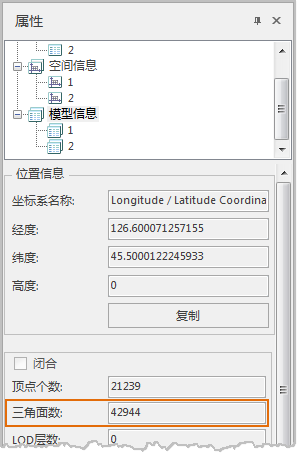 属性
2
空间信息
1
2
模型信息
1
2
位置信息
坐标系名称: Longitude / Latitude Coordina
经度: 126.600071257155
纬度: 45.5000122245933
高度: 0
复制
闭合
顶点个数: 21239
三角面数: 42944
LOD层数: 0